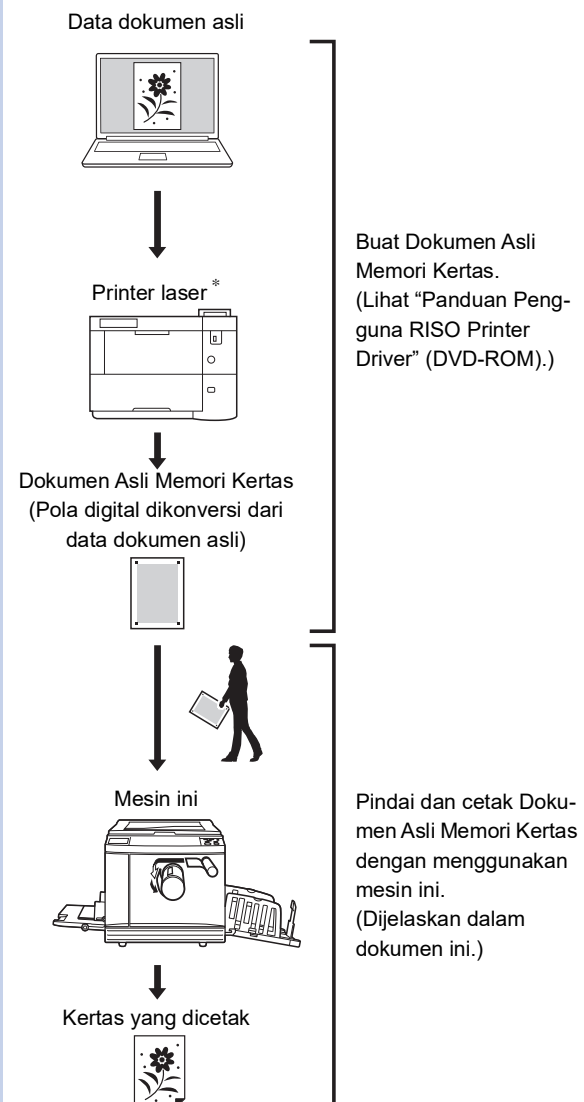 Data dokumen asli
Printer laser *
Dokumen Asli Memori Kertas
(Pola digital dikonversi dari
data dokumen asli)
Buat Dokumen Asli
Memori Kertas.
(Lihat “Panduan Peng-
guna RISO Printer
Driver” (DVD-ROM).)
Mesin ini
Kertas yang dicetak
Pindai dan cetak Doku-
men Asli Memori Kertas
dengan menggunakan
mesin ini.
(Dijelaskan dalam
dokumen ini.)